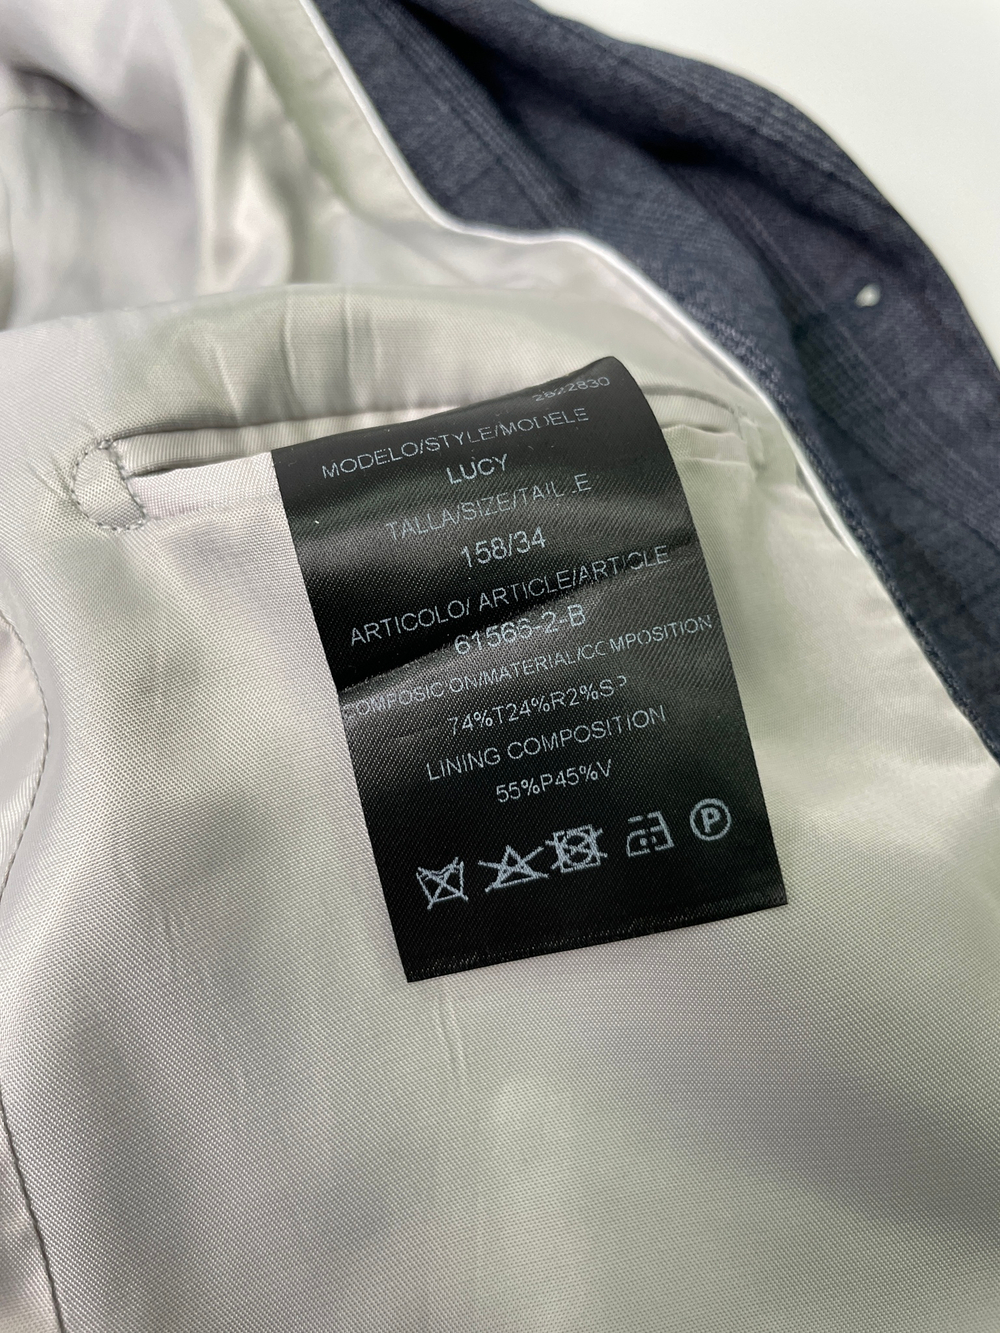 2822830
MODELO/STYLE/MODELE
LUCY
TALLA/SIZE/TAILLE
158/34
ARTICOLO/ ARTICLE/ARTICLE
61566-2-B
COMPOSICION/MATERIAL/COMPOSITION
74%T24%R2%SP
LINING COMPOSITION
55%P45%V
P